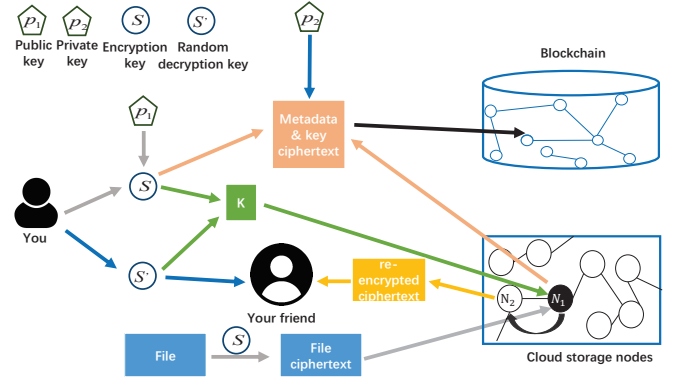 p₁
p₂
S
S·
p₂
Public key
Private key
Encryption key
Random decryption key
Blockchain
p₁
Metadata
& key
ciphertext
S
K
You
S·
re-
encrypted
ciphertext
N₂
N₁
Your friend
S
File
File
ciphertext
Cloud storage nodes